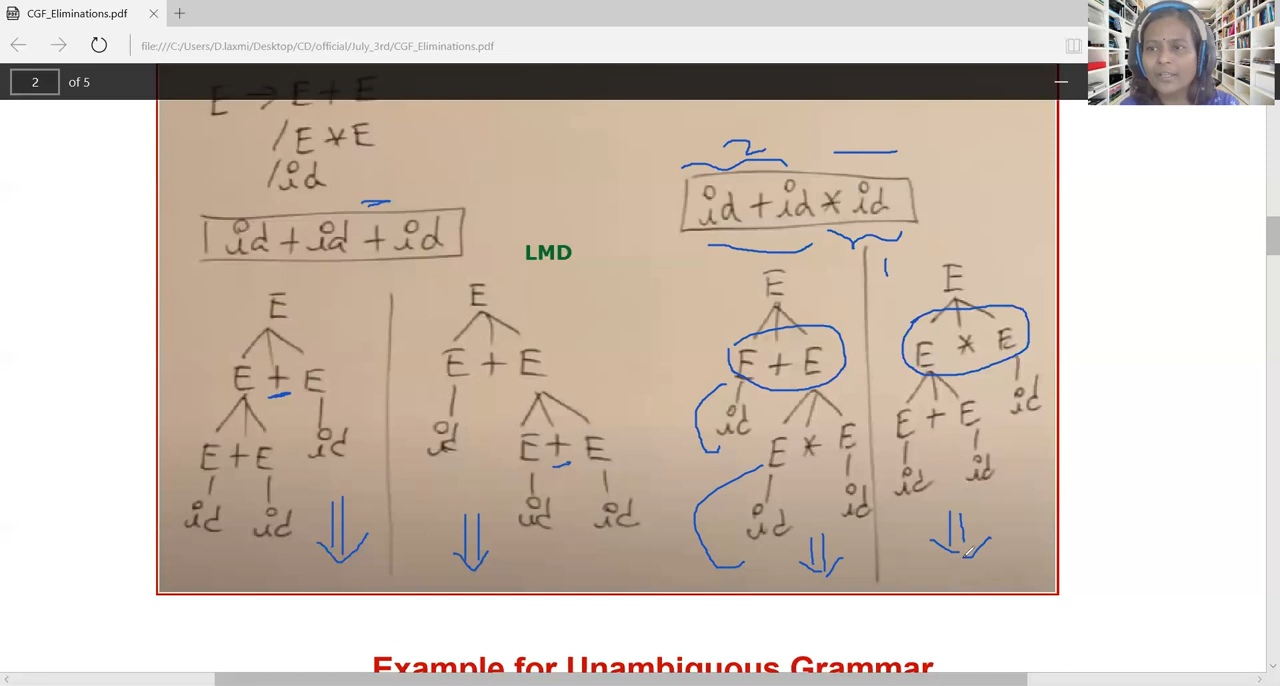 CGF_Eliminations.pdf
file:///C:/Users/D.laxmi/Desktop/CD/official/July_3rd/CGF_Eliminations.pdf
2 of 5
E → E + E
/E * E
/id
id + id + id
LMD
2
id + id * id
1
E
E + E
E + E id
id id
E
E + E
id E + E
id id
E
E + E
id E * E
id id
E
E * E
E + E id
id id
Example for Unambiguous Grammar